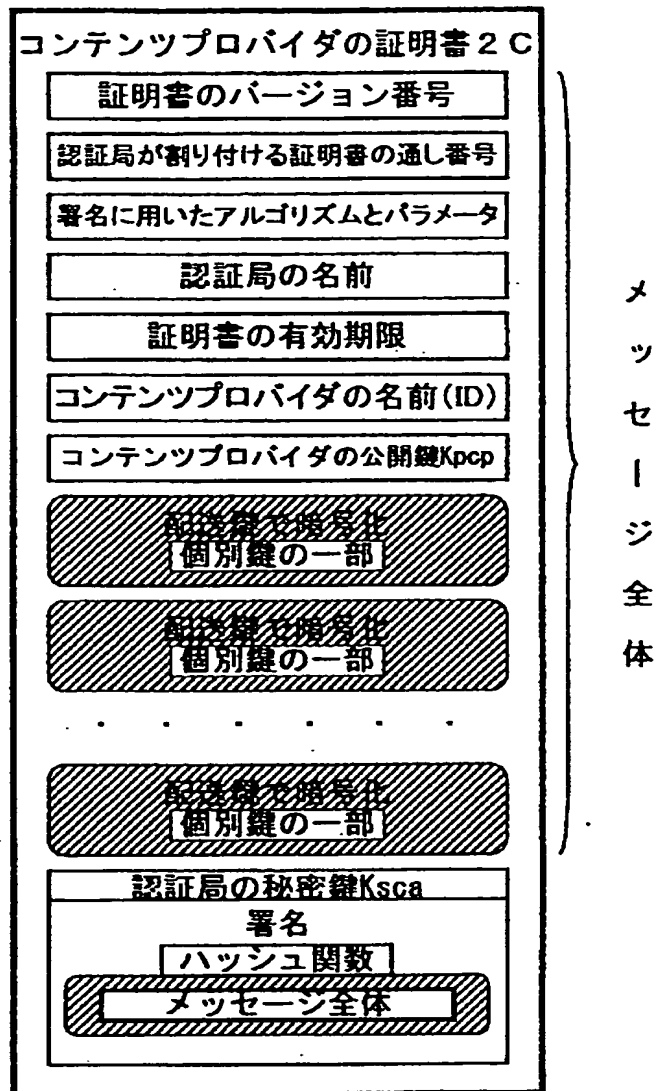 コンテンツプロバイダの証明書2C
証明書のバージョン番号
認証局が割り付ける証明書の通し番号
署名に用いたアルゴリズムとパラメータ
認証局の名前
証明書の有効期限
コンテンツプロバイダの名前(ID)
コンテンツプロバイダの公開鍵Kpcp
配送鍵で暗号化
個別鍵の一部
配送鍵で暗号化
個別鍵の一部
配送鍵で暗号化
個別鍵の一部
認証局の秘密鍵Ksca
署名
ハッシュ関数
メッセージ全体
メッセージ全体